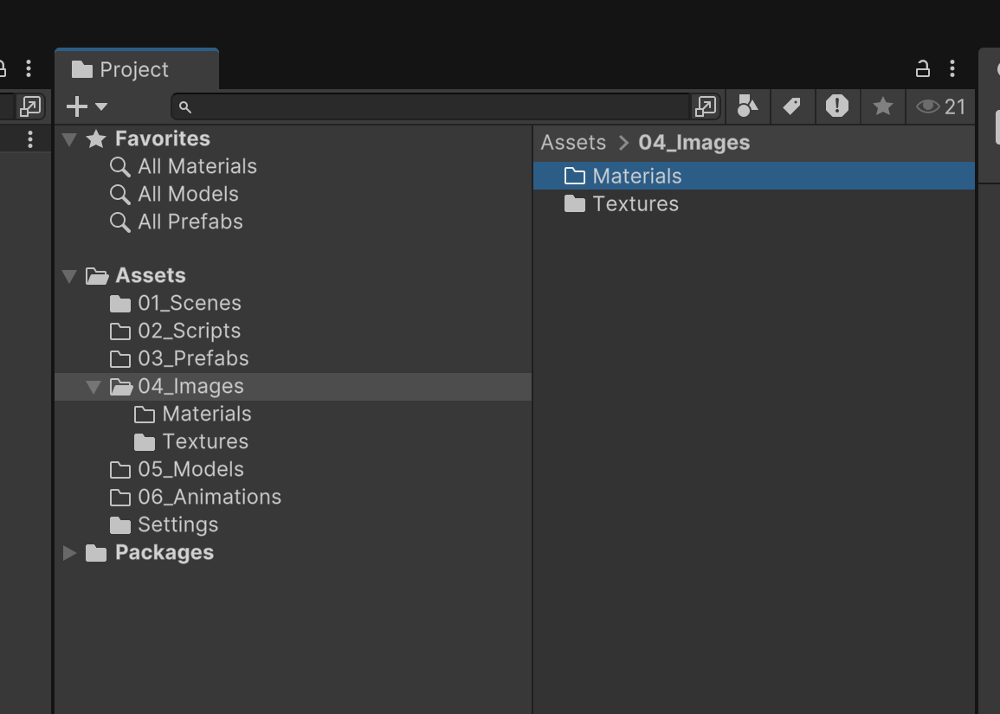 Project
21
Favorites
All Materials
All Models
All Prefabs
Assets
01_Scenes
02_Scripts
03_Prefabs
04_Images
Materials
Textures
05_Models
06_Animations
Settings
Packages
Assets > 04_Images
Materials
Textures